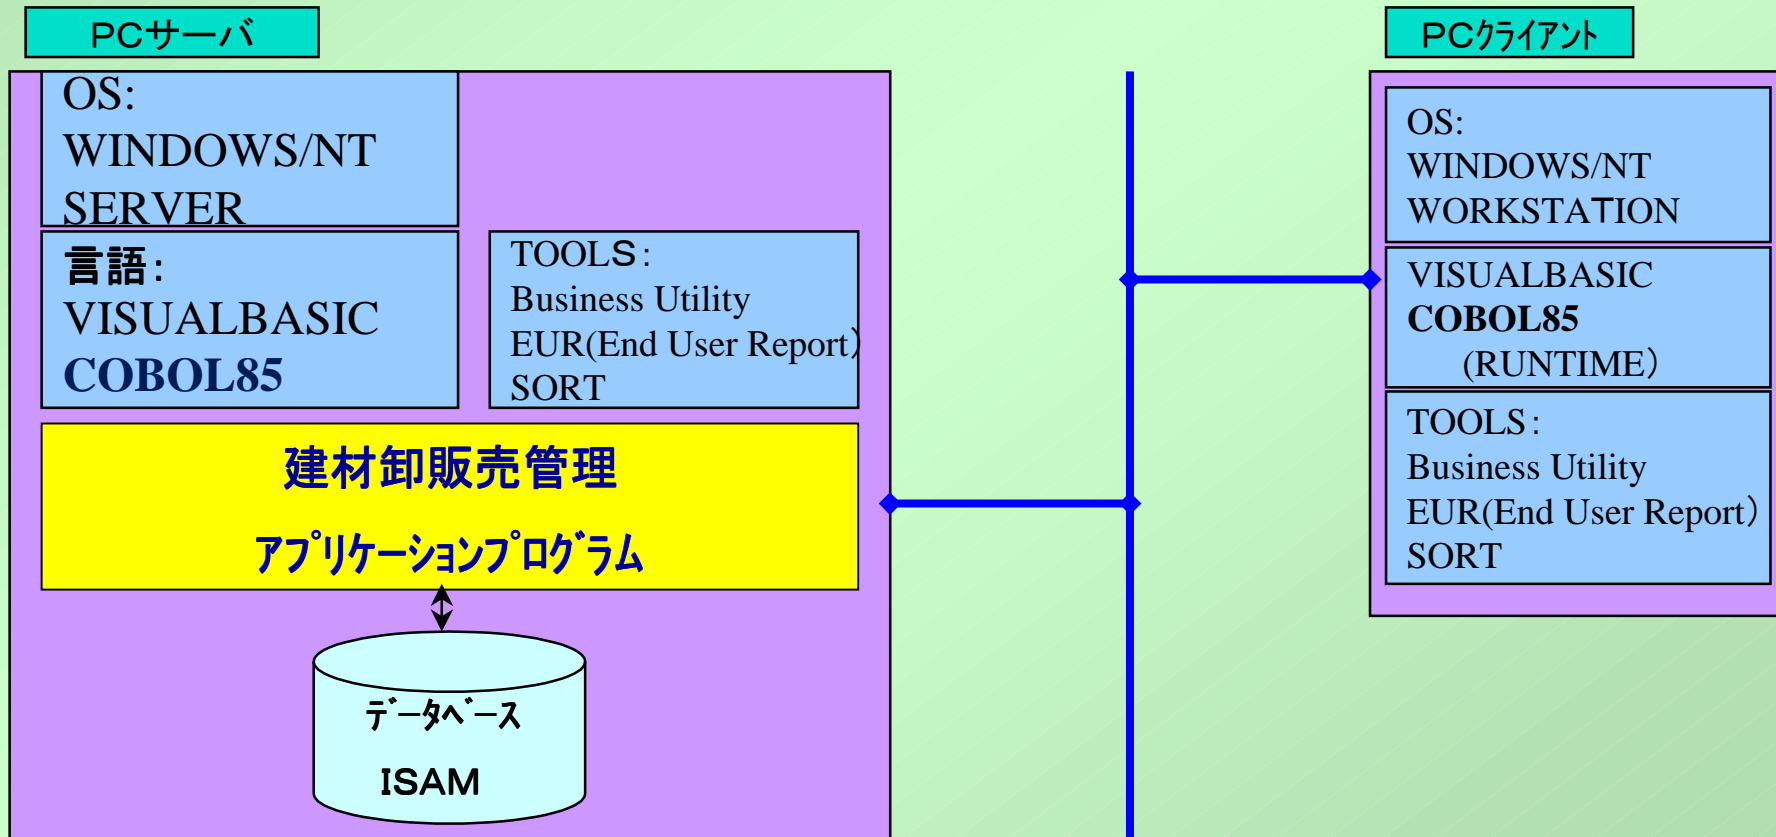 PCサーバ
OS:
WINDOWS/NT
SERVER
言語:
VISUALBASIC
COBOL85
TOOLS:
Business Utility
EUR(End User Report)
SORT
建材卸販売管理
アプリケーションプログラム
データベース
ISAM
PCクライアント
OS:
WINDOWS/NT
WORKSTATION
VISUALBASIC
COBOL85
(RUNTIME)
TOOLS:
Business Utility
EUR(End User Report)
SORT